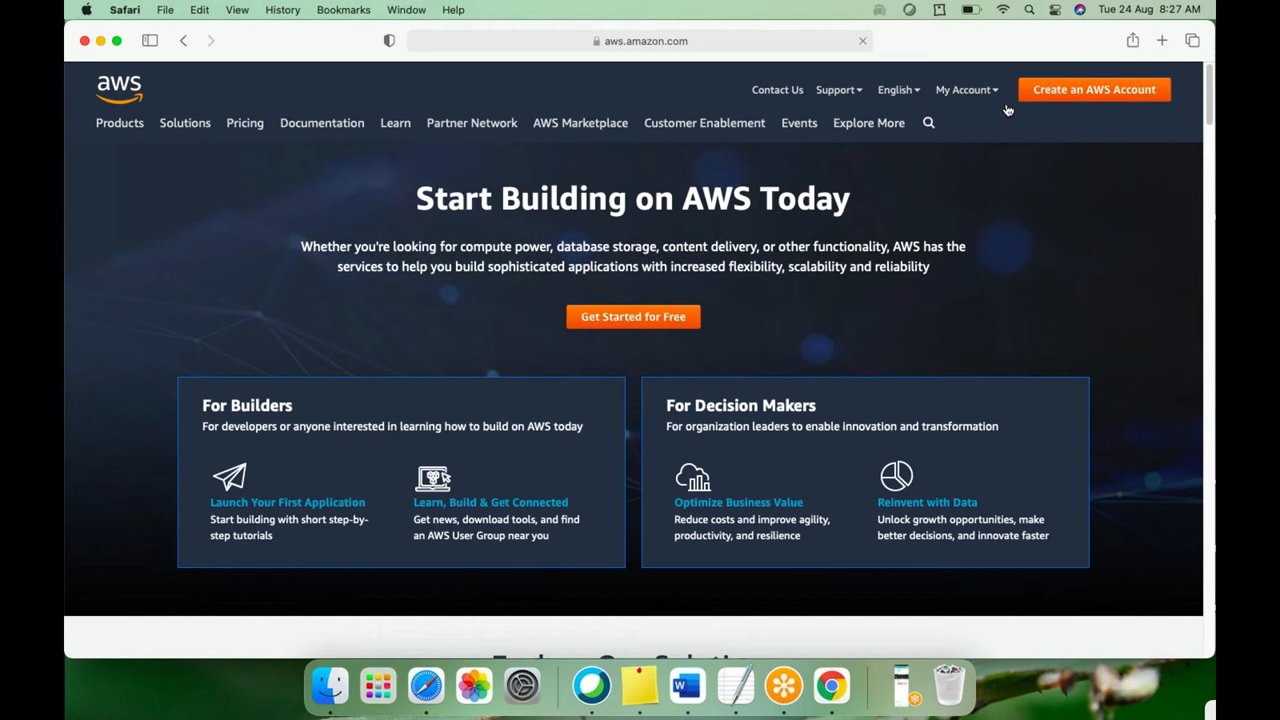 Safari File Edit View History Bookmarks Window Help Tue 24 Aug 8:27 AM
aws.amazon.com
aws
Contact Us Support English My Account Create an AWS Account
Products Solutions Pricing Documentation Learn Partner Network AWS Marketplace Customer Enablement Events Explore More
Start Building on AWS Today
Whether you're looking for compute power, database storage, content delivery, or other functionality, AWS has the
services to help you build sophisticated applications with increased flexibility, scalability and reliability
Get Started for Free
For Builders
For developers or anyone interested in learning how to build on AWS today
Launch Your First Application
Start building with short step-by-
step tutorials
Learn, Build & Get Connected
Get news, download tools, and find
an AWS User Group near you
For Decision Makers
For organization leaders to enable innovation and transformation
Optimize Business Value
Reduce costs and improve agility,
productivity, and resilience
Reinvent with Data
Unlock growth opportunities, make
better decisions, and innovate faster